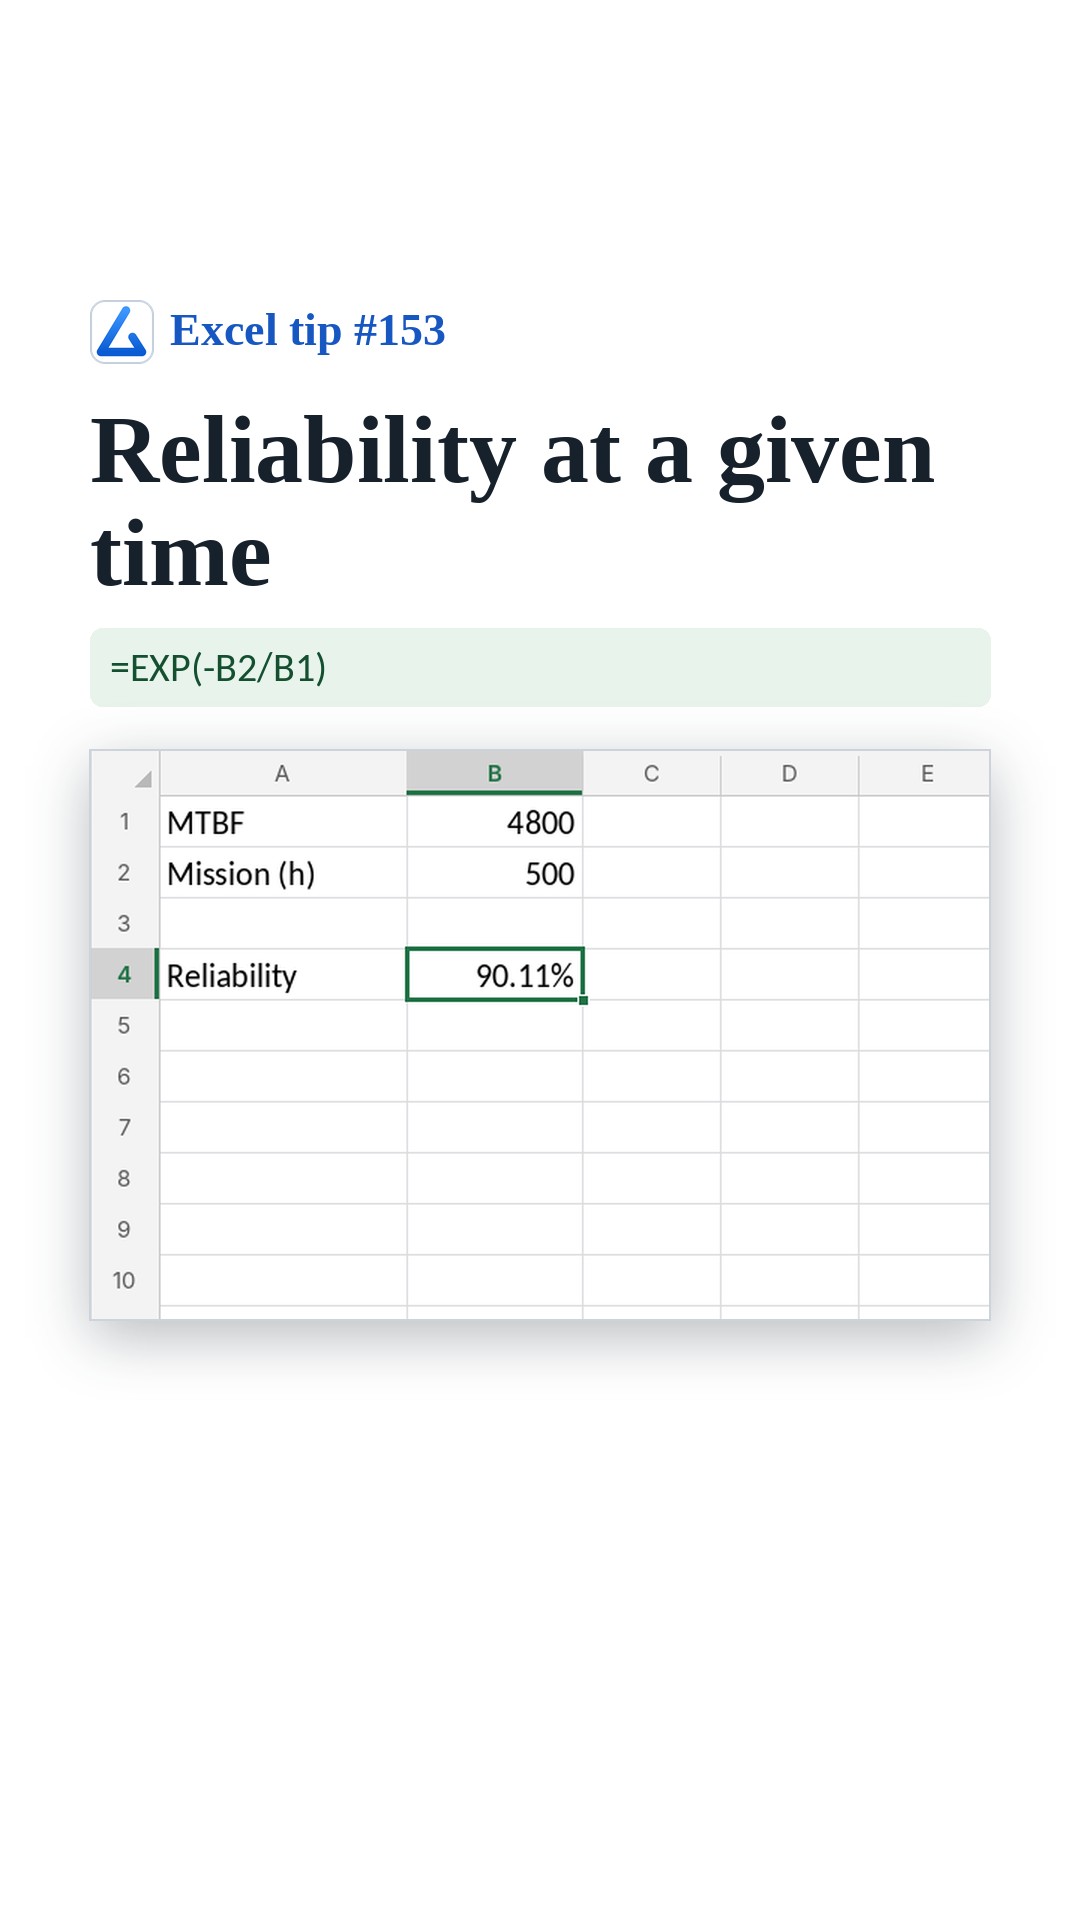 Excel tip #153
Reliability at a given
time
=EXP(-B2/B1)
A B C D E
1 MTBF 4800
2 Mission (h) 500
3
4 Reliability 90.11%
5
6
7
8
9
10